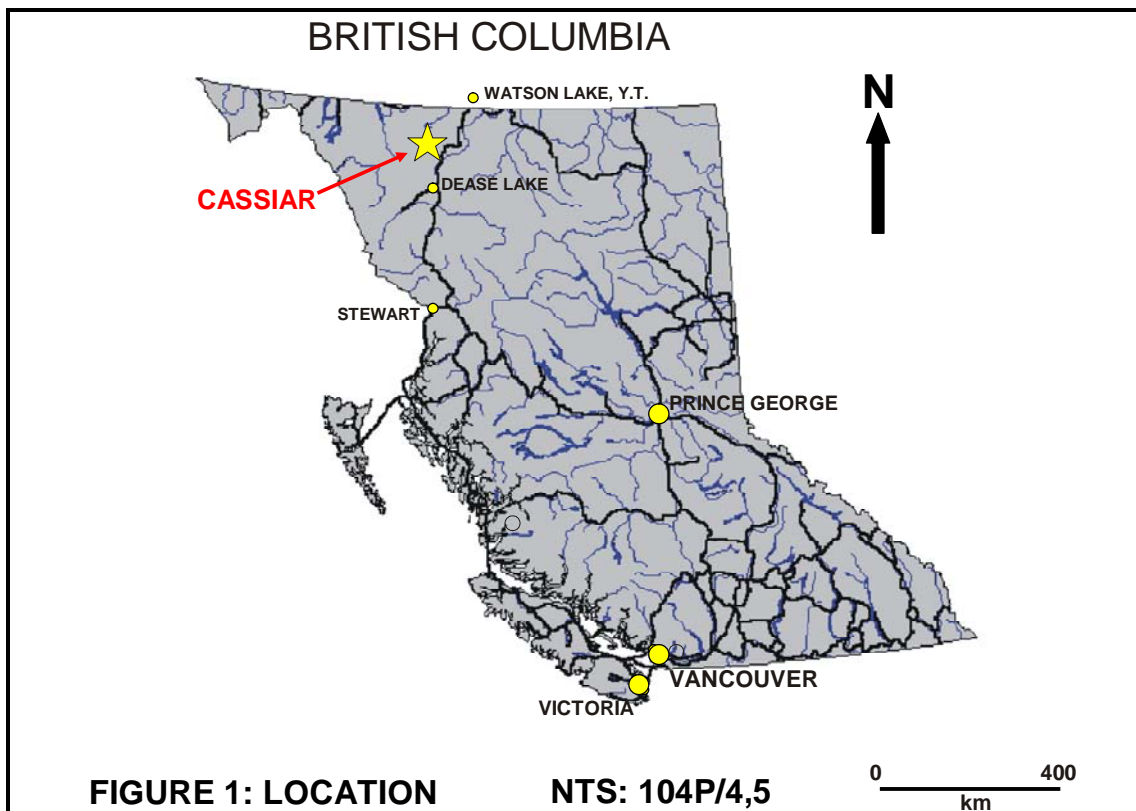 BRITISH COLUMBIA
WATSON LAKE, Y.T.
N
CASSIAR
DEASE LAKE
STEWART
PRINCE GEORGE
VANCOUVER
VICTORIA
FIGURE 1: LOCATION
NTS: 104P/4,5
0 400
km